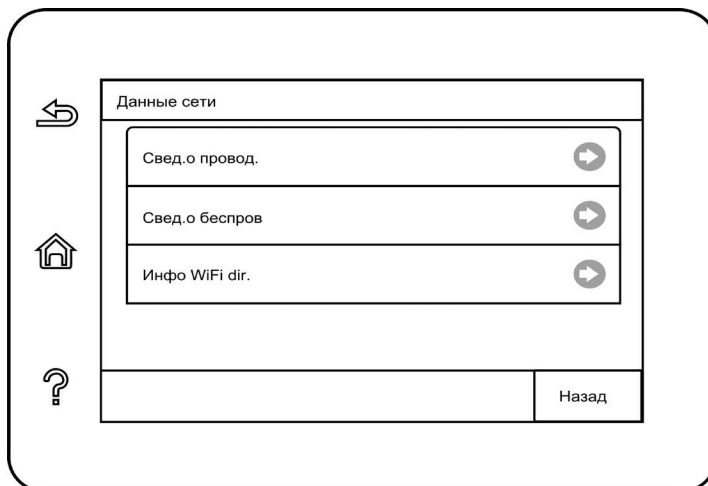 Данные сети
Свед.о провод.
Свед.о беспров
Инфо WiFi dir.
Назад